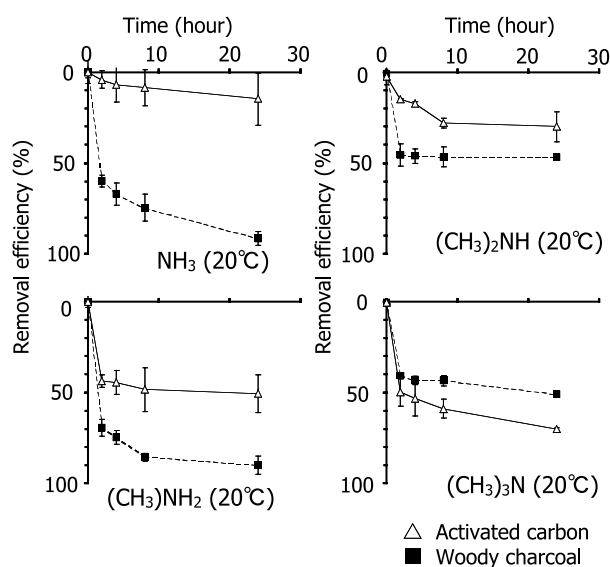 Time (hour)
Time (hour)
0 10 20 30
0 10 20 30
Removal efficiency (%)
0
50
100
NH₃ (20℃)
Removal efficiency (%)
0
50
100
(CH₃)₂NH (20℃)
0
50
100
(CH₃)NH₂ (20℃)
0
50
100
(CH₃)₃N (20℃)
Activated carbon
Woody charcoal